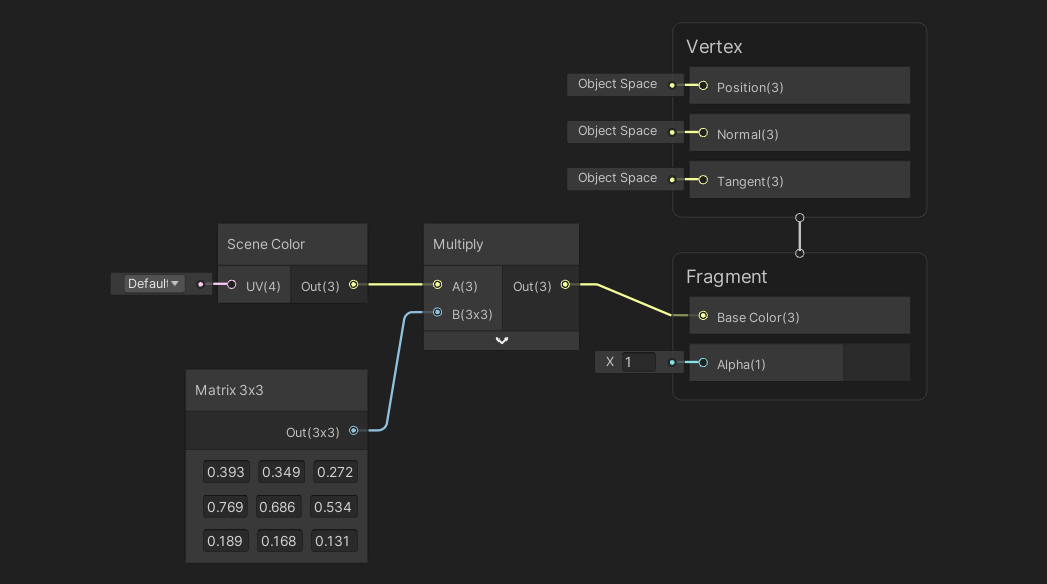 Vertex
Object Space
Position(3)
Object Space
Normal(3)
Object Space
Tangent(3)
Scene Color
Default
UV(4)
Out(3)
Multiply
A(3)
Out(3)
B(3x3)
Fragment
Base Color(3)
X 1
Alpha(1)
Matrix 3x3
Out(3x3)
0.393 0.349 0.272
0.769 0.686 0.534
0.189 0.168 0.131